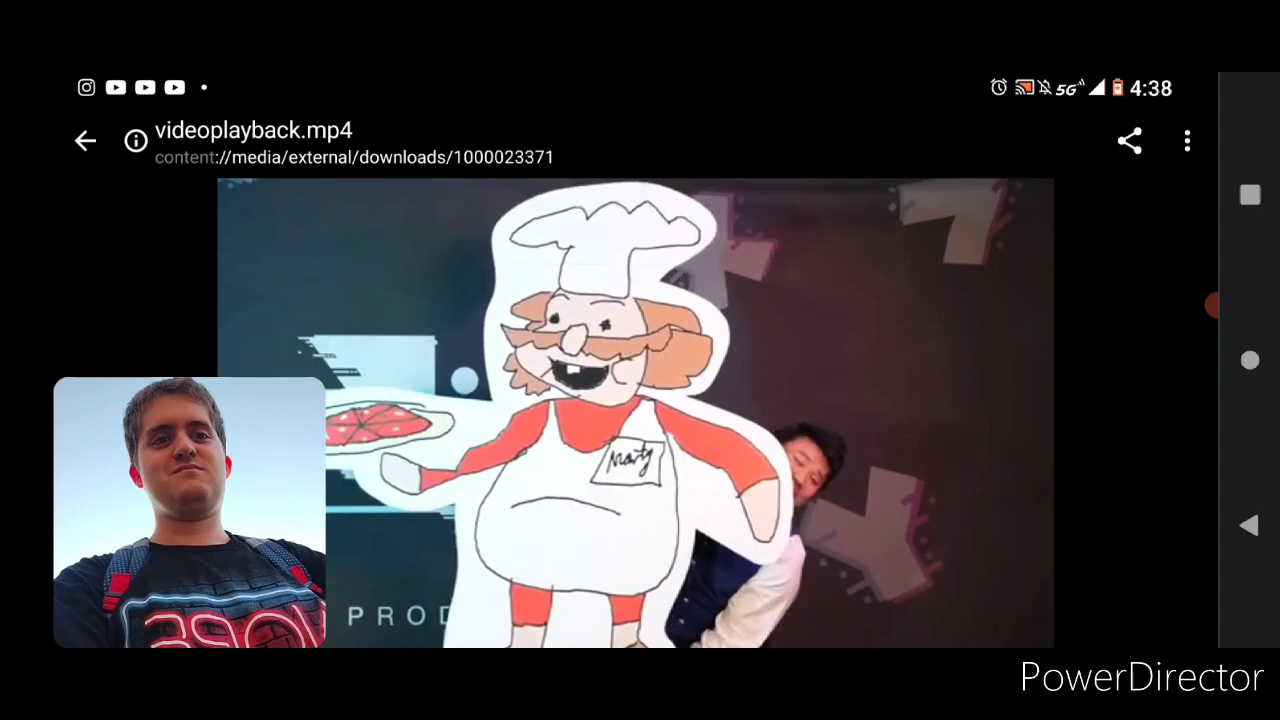 5G
4:38
videoplayback.mp4
content://media/external/downloads/1000023371
Marty
PROD
PowerDirector